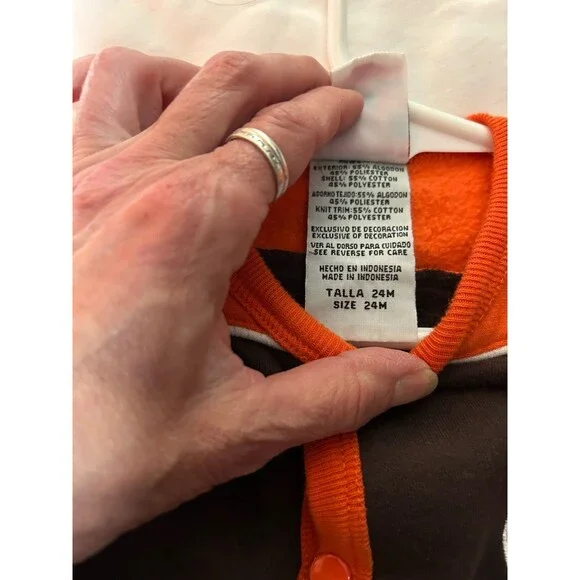 EXTERIOR: 55% ALGODON
45% POLIESTER
SHELL: 55% COTTON
45% POLYESTER
ADORNO TEJIDO: 55% ALGODON
45% POLIESTER
KNIT TRIM: 55% COTTON
45% POLYESTER
EXCLUSIVO DE DECORACION
EXCLUSIVE OF DECORATION
VER AL DORSO PARA CUIDADO
SEE REVERSE FOR CARE
HECHO EN INDONESIA
MADE IN INDONESIA
TALLA 24M
SIZE 24M